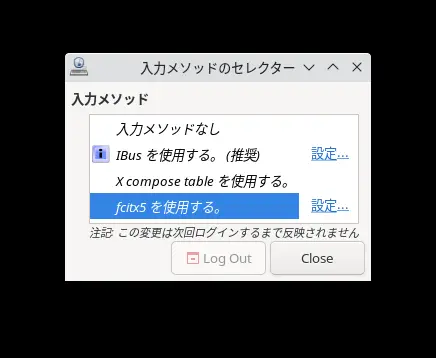 入力メソッドのセレクター
入力メソッド
入力メソッドなし
IBus を使用する。 (推奨)
設定...
X compose table を使用する。
fcitx5 を使用する。
設定...
注記: この変更は次回ログインするまで反映されません
Log Out
Close